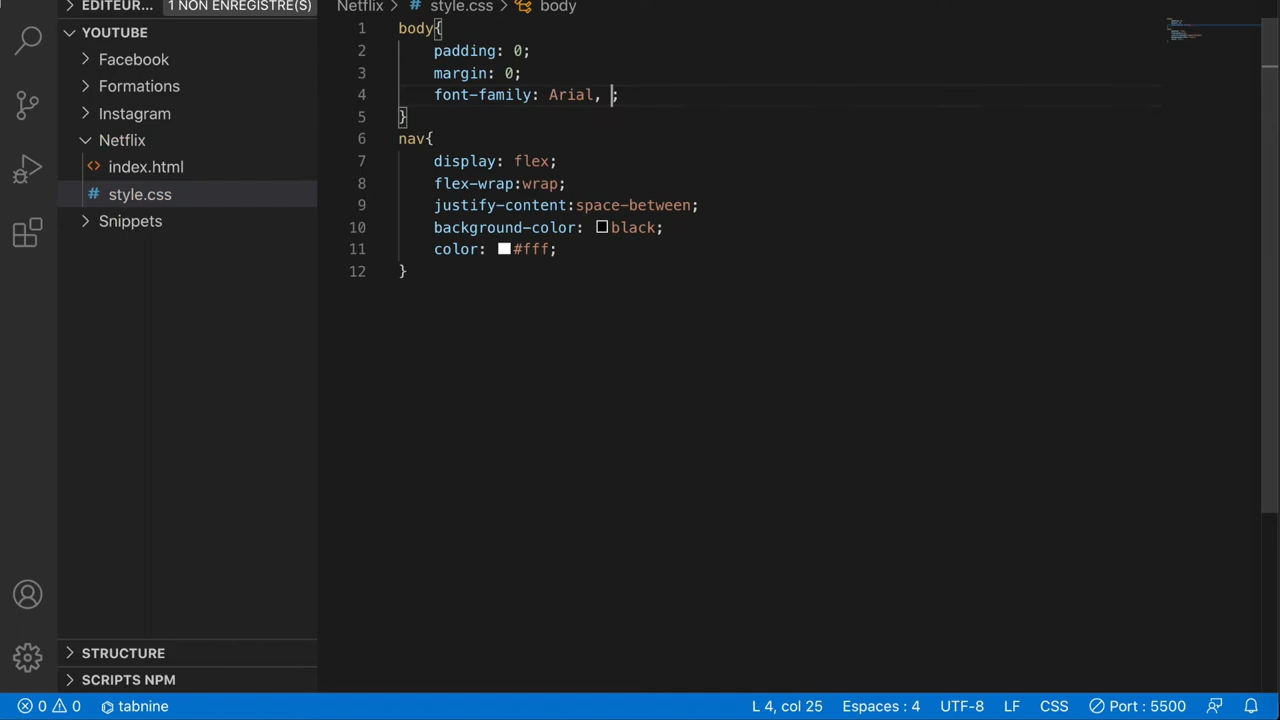 EDITEUR... 1 NON ENREGISTRÉ(S)
Netflix > # style.css > body
YOUTUBE
Facebook
Formations
Instagram
Netflix
<> index.html
# style.css
Snippets
STRUCTURE
SCRIPTS NPM
1 body{
2 padding: 0;
3 margin: 0;
4 font-family: Arial, ;
5 }
6 nav{
7 display: flex;
8 flex-wrap:wrap;
9 justify-content:space-between;
10 background-color: black;
11 color: #fff;
12 }
0 0 tabnine L 4, col 25 Espaces : 4 UTF-8 LF CSS Port : 5500